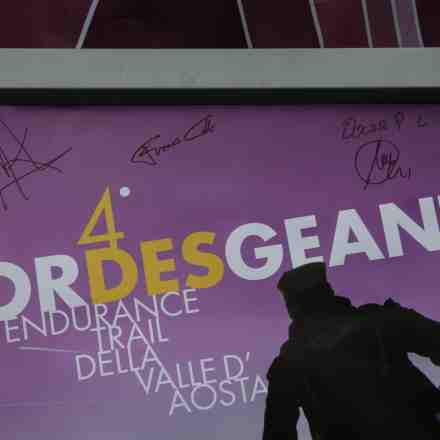 4°
ORDESGEAN
ENDURANCE
TRAIL
DELLA
VALLE D'
AOSTA